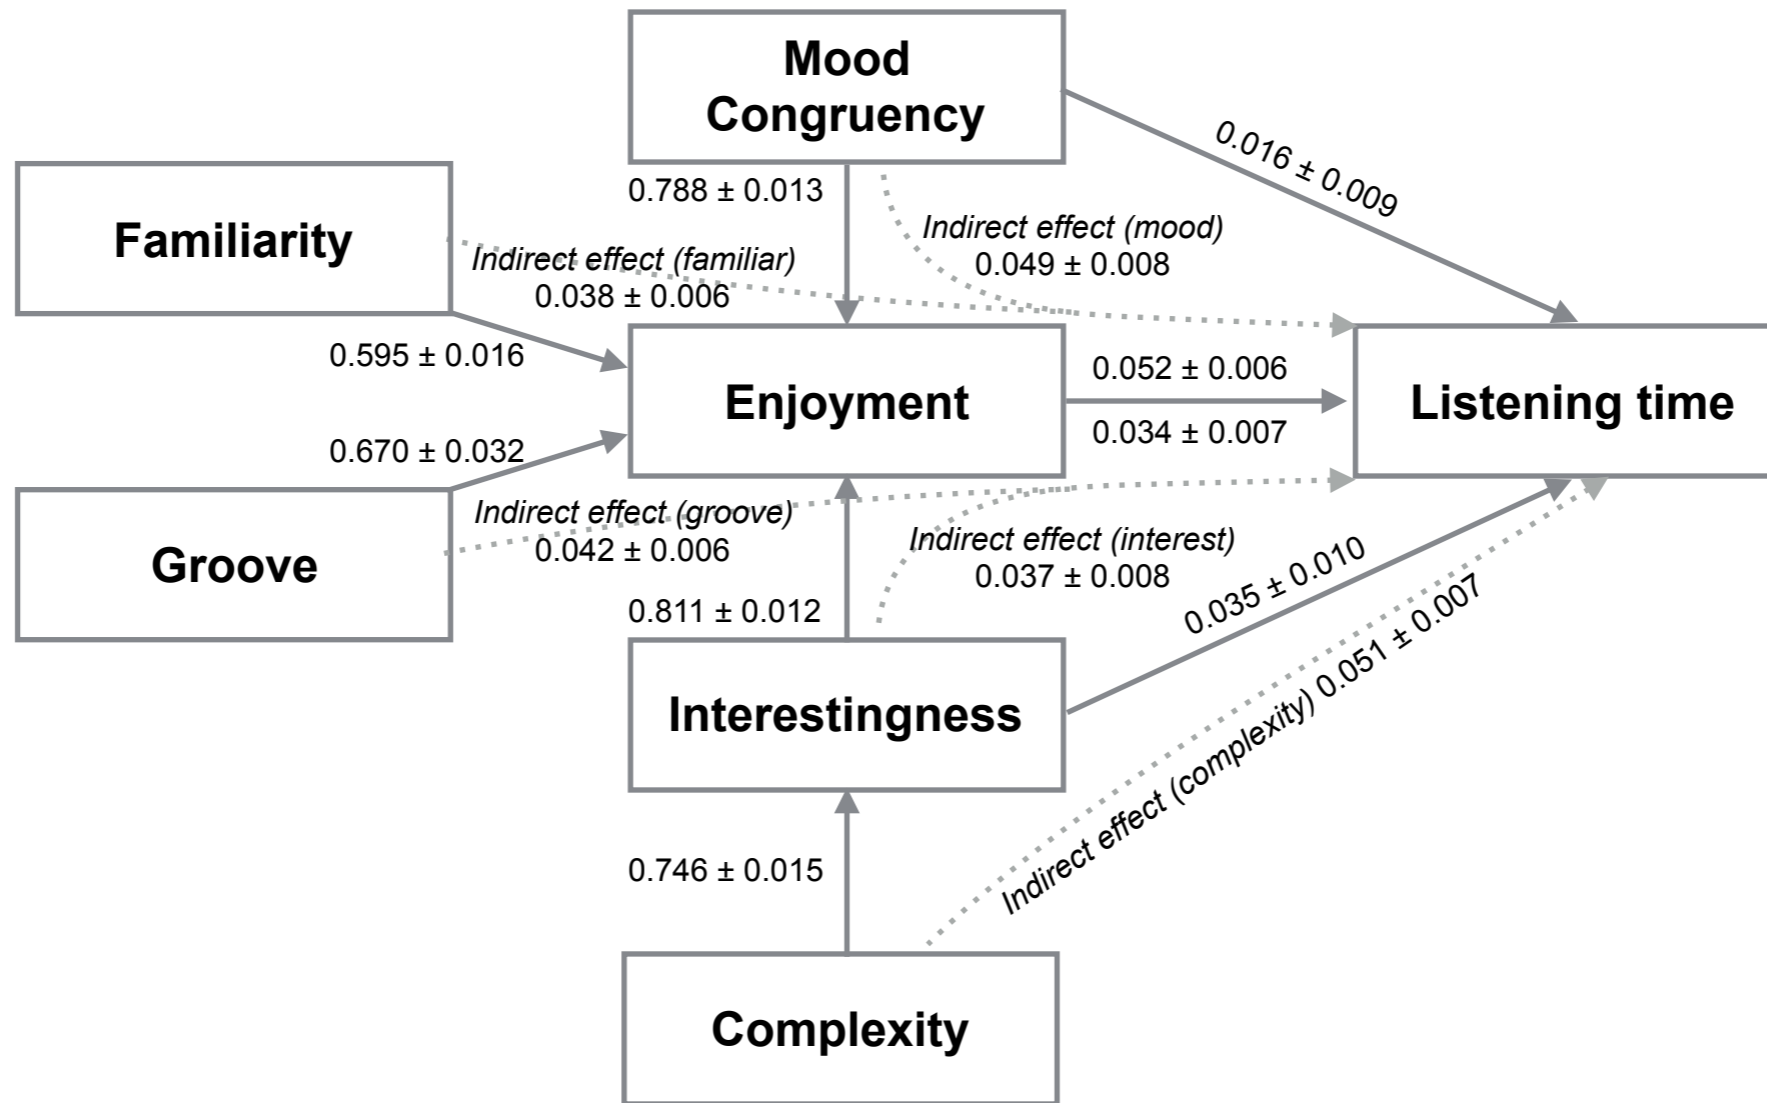 Mood
Congruency
0.016 ± 0.009
0.788 ± 0.013
Familiarity
Indirect effect (mood)
0.049 ± 0.008
Indirect effect (familiar)
0.038 ± 0.006
0.595 ± 0.016
Enjoyment
0.052 ± 0.006
0.034 ± 0.007
Listening time
0.670 ± 0.032
Groove
Indirect effect (groove)
0.042 ± 0.006
Indirect effect (interest)
0.037 ± 0.008
0.811 ± 0.012
0.035 ± 0.010
Interestingness
Indirect effect (complexity) 0.051 ± 0.007
0.746 ± 0.015
Complexity